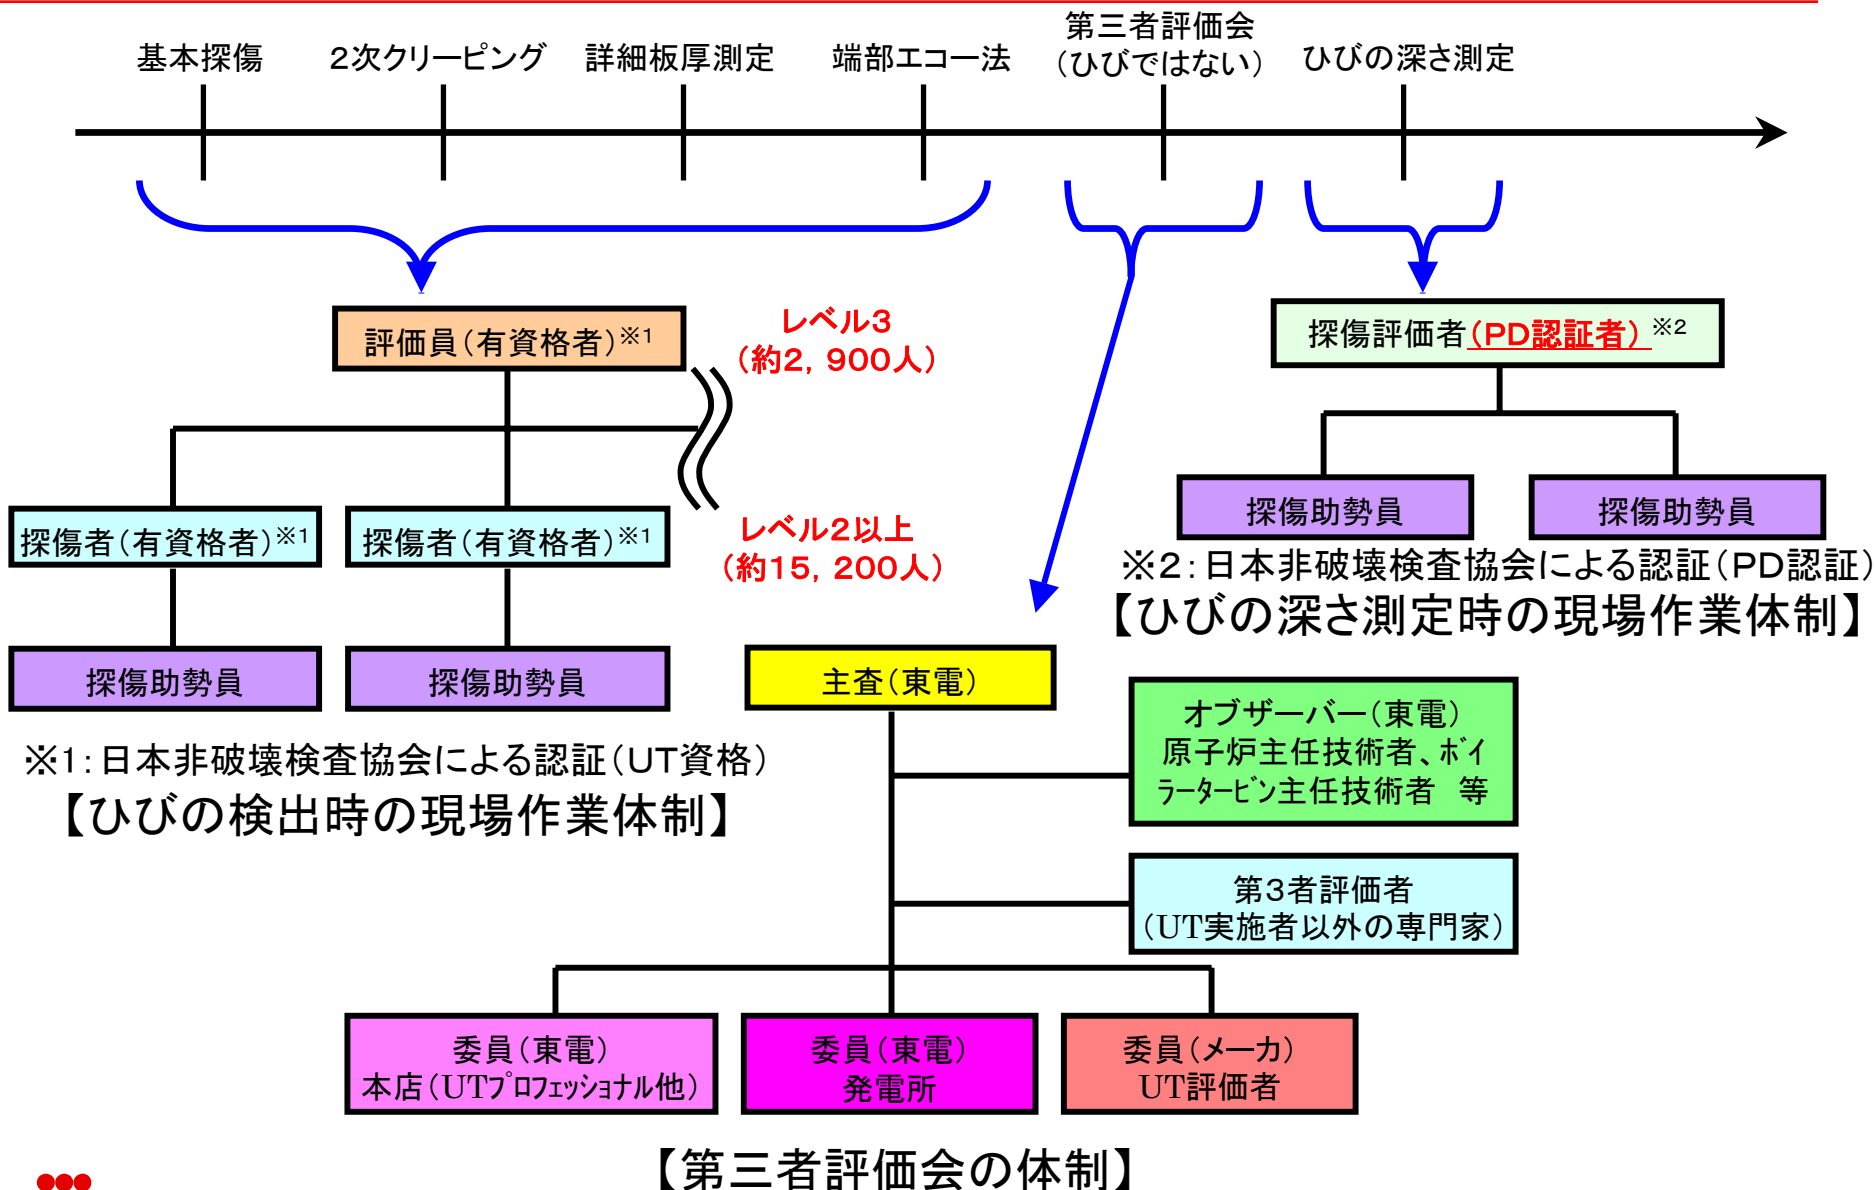 基本探傷
2次クリーピング
詳細板厚測定
端部エコー法
第三者評価会
（ひびではない）
ひびの深さ測定
評価員（有資格者）※1
レベル3
（約2，900人）
探傷評価者（PD認証者）※2
探傷者（有資格者）※1
探傷者（有資格者）※1
レベル2以上
（約15，200人）
探傷助勢員
探傷助勢員
※2：日本非破壊検査協会による認証（PD認証）
【ひびの深さ測定時の現場作業体制】
探傷助勢員
探傷助勢員
※1：日本非破壊検査協会による認証（UT資格）
【ひびの検出時の現場作業体制】
主査（東電）
オブザーバー（東電）
原子炉主任技術者、ﾎﾞｲ
ﾗｰﾀｰﾋﾞﾝ主任技術者　等
第3者評価者
（UT実施者以外の専門家）
委員（東電）
本店（UTﾌﾟﾛﾌｪｯｼｮﾅﾙ他）
委員（東電）
発電所
委員（メーカ）
UT評価者
【第三者評価会の体制】